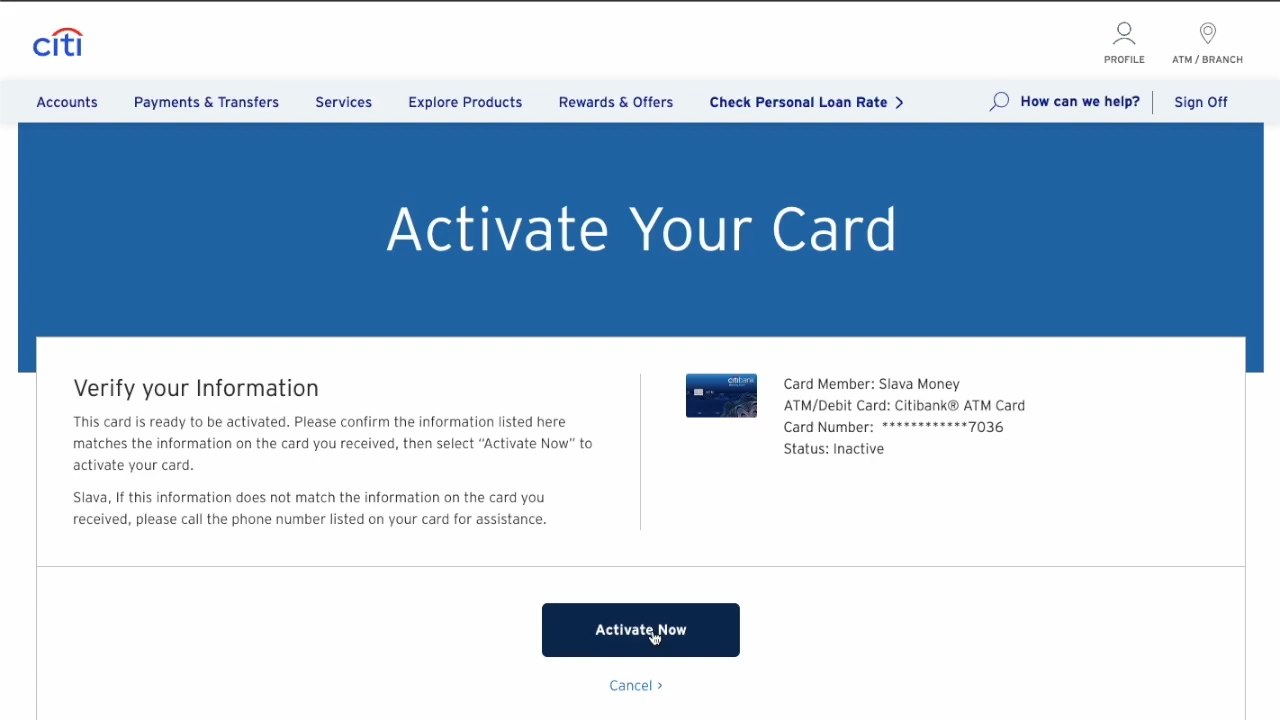 citi
PROFILE
ATM / BRANCH
Accounts
Payments & Transfers
Services
Explore Products
Rewards & Offers
Check Personal Loan Rate
How can we help?
Sign Off
Activate Your Card
Verify your Information
This card is ready to be activated. Please confirm the information listed here
matches the information on the card you received, then select “Activate Now” to
activate your card.
Slava, If this information does not match the information on the card you
received, please call the phone number listed on your card for assistance.
citibank
Card Member: Slava Money
ATM/Debit Card: Citibank® ATM Card
Card Number: ************7036
Status: Inactive
Activate Now
Cancel ›